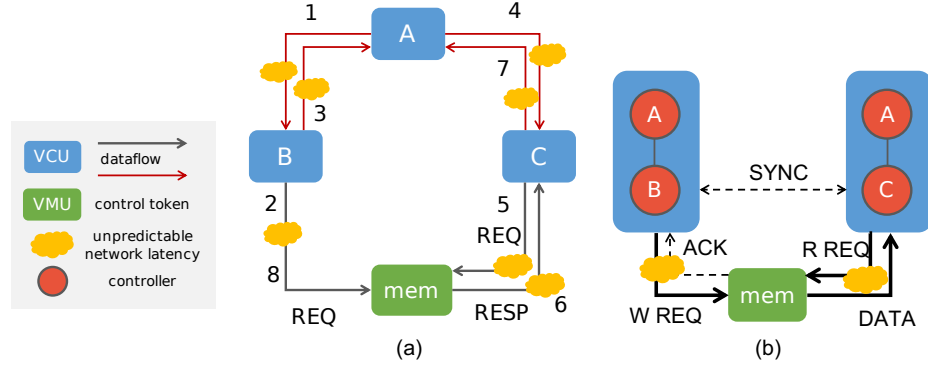 VCU
dataflow
VMU
control token
unpredictable
network latency
controller
1
4
A
3
7
B
C
2
5
REQ
8
mem
6
REQ
RESP
(a)
A
A
SYNC
B
C
ACK
R REQ
mem
W REQ
DATA
(b)